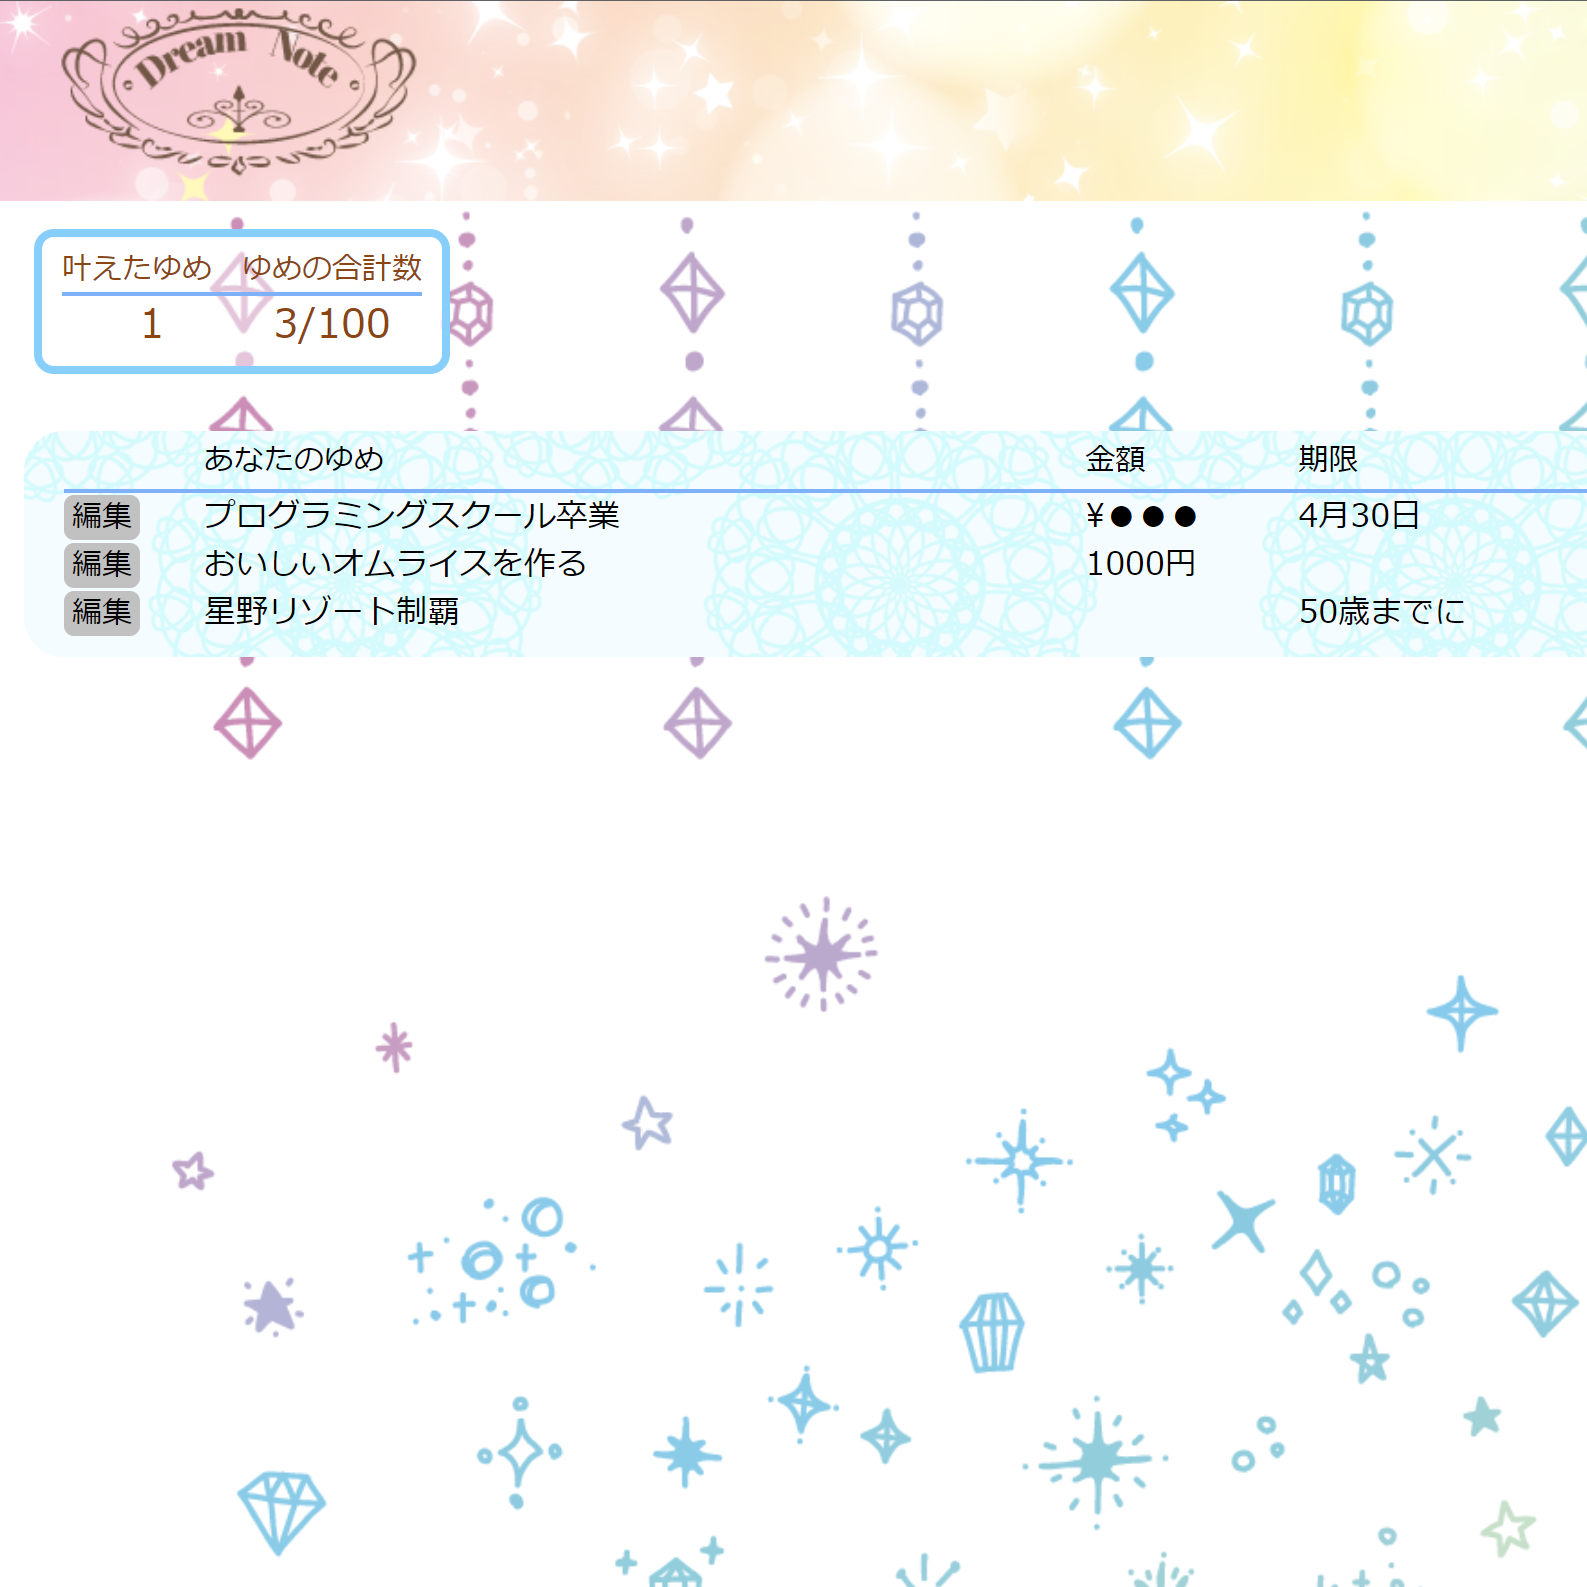 Dream Note
叶えたゆめ ゆめの合計数
1 3/100
あなたのゆめ 金額 期限
編集 プログラミングスクール卒業 ¥●●● 4月30日
編集 おいしいオムライスを作る 1000円
編集 星野リゾート制覇 50歳までに